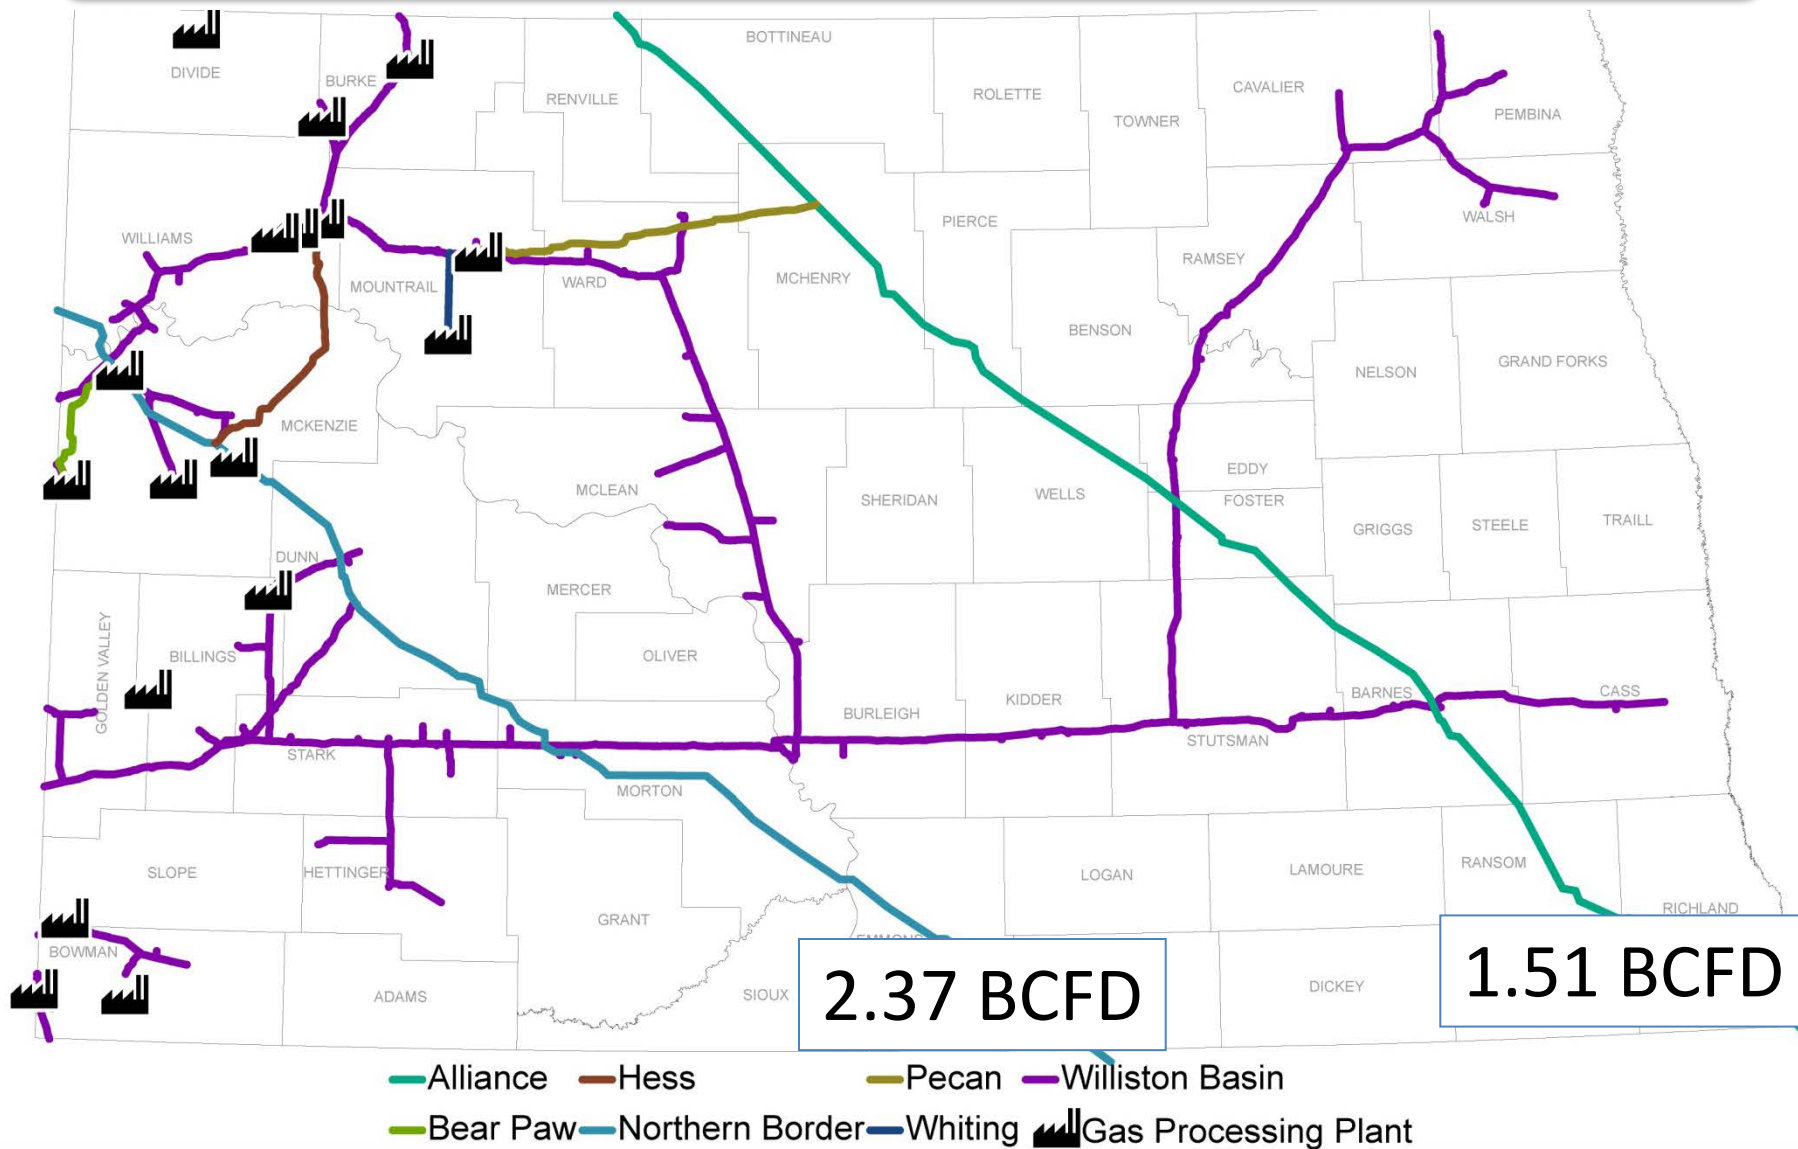 BOTTINEAU
DIVIDE
BURKE
RENVILLE
ROLETTE
TOWNER
CAVALIER
PEMBINA
WILLIAMS
MOUNTRAIL
WARD
MCHENRY
PIERCE
RAMSEY
WALSH
BENSON
NELSON
GRAND FORKS
MCKENZIE
MCLEAN
SHERIDAN
WELLS
EDDY
FOSTER
GRIGGS
STEELE
TRAILL
DUNN
MERCER
GOLDEN VALLEY
BILLINGS
OLIVER
BURLEIGH
KIDDER
STUTSMAN
BARNES
CASS
STARK
MORTON
SLOPE
HETTINGER
GRANT
LOGAN
LAMOURE
RANSOM
RICHLAND
EMMONS
BOWMAN
ADAMS
SIOUX
DICKEY
2.37 BCFD
1.51 BCFD
Alliance Hess Pecan Williston Basin
Bear Paw Northern Border Whiting Gas Processing Plant